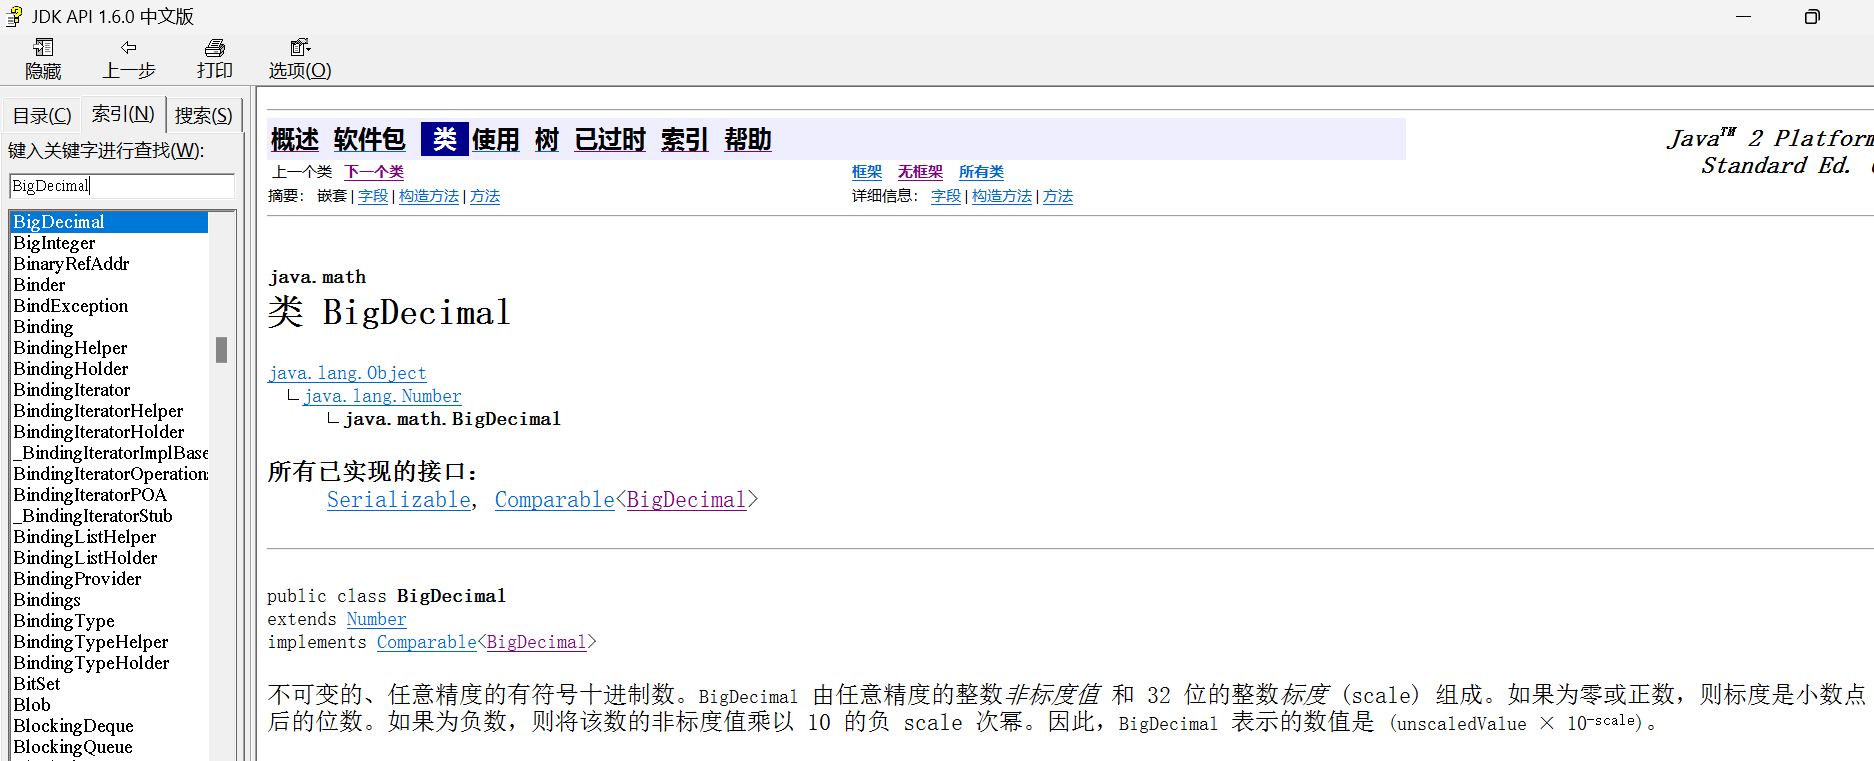 JDK API 1.6.0 中文版
隐藏 上一步 打印 选项(O)
目录(C) 索引(N) 搜索(S)
键入关键字进行查找(W):
BigDecimal
BigDecimal
BigInteger
BinaryRefAddr
Binder
BindException
Binding
BindingHelper
BindingHolder
BindingIterator
BindingIteratorHelper
BindingIteratorHolder
_BindingIteratorImplBase
BindingIteratorOperation
BindingIteratorPOA
_BindingIteratorStub
BindingListHelper
BindingListHolder
BindingProvider
Bindings
BindingType
BindingTypeHelper
BindingTypeHolder
BitSet
Blob
BlockingDeque
BlockingQueue
概述 软件包 类 使用 树 已过时 索引 帮助
Java™ 2 Platform
Standard Ed.
上一个类 下一个类
框架 无框架 所有类
摘要： 嵌套 | 字段 | 构造方法 | 方法
详细信息： 字段 | 构造方法 | 方法
java.math
类 BigDecimal
java.lang.Object
java.lang.Number
java.math.BigDecimal
所有已实现的接口：
Serializable, Comparable<BigDecimal>
public class BigDecimal
extends Number
implements Comparable<BigDecimal>
不可变的、任意精度的有符号十进制数。BigDecimal 由任意精度的整数非标度值 和 32 位的整数标度 (scale) 组成。如果为零或正数，则标度是小数点
后的位数。如果为负数，则将该数的非标度值乘以 10 的负 scale 次幂。因此，BigDecimal 表示的数值是 (unscaledValue × 10-scale)。